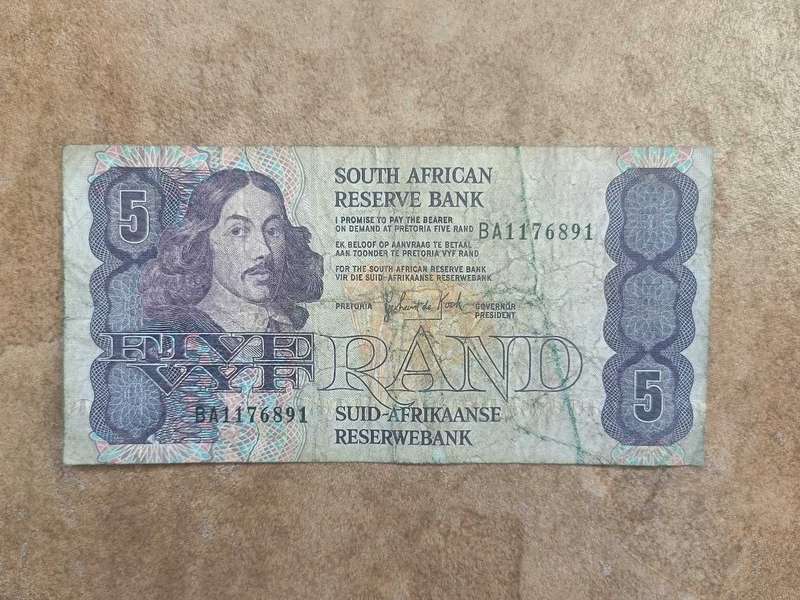 5
SOUTH AFRICAN
RESERVE BANK
I PROMISE TO PAY THE BEARER
ON DEMAND AT PRETORIA FIVE RAND
BA1176891
EK BELOOF OP AANVRAAG TE BETAAL
AAN TOONDER TE PRETORIA VYF RAND
FOR THE SOUTH AFRICAN RESERVE BANK
VIR DIE SUID-AFRIKAANSE RESERWEBANK
PRETORIA
GOVERNOR
PRESIDENT
FIVE
VYF
RAND
5
BA1176891
SUID-AFRIKAANSE
RESERWEBANK